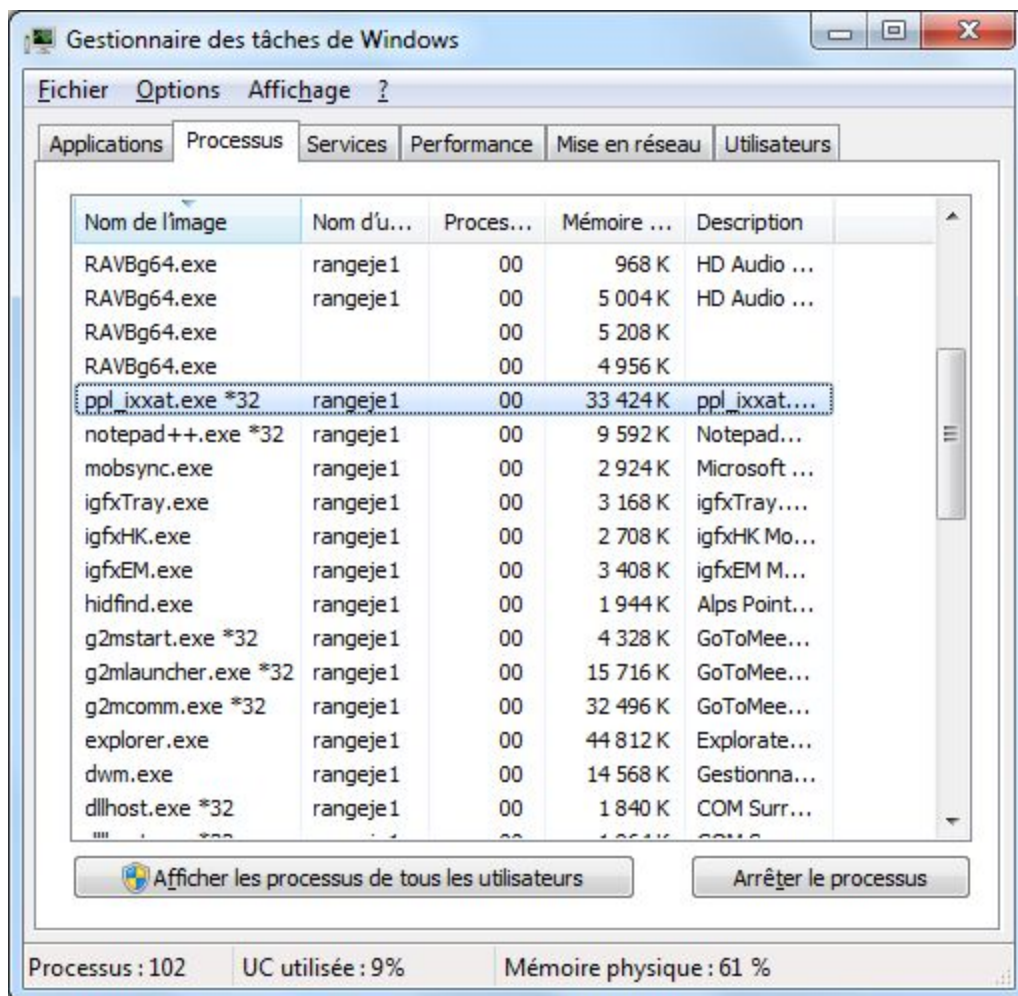 Gestionnaire des tâches de Windows
Fichier Options Affichage ?
Applications Processus Services Performance Mise en réseau Utilisateurs
Nom de l'image Nom d'u... Proces... Mémoire ... Description
RAVBg64.exe rangeje1 00 968 K HD Audio ...
RAVBg64.exe rangeje1 00 5 004 K HD Audio ...
RAVBg64.exe 00 5 208 K
RAVBg64.exe 00 4 956 K
ppl_ixxat.exe *32 rangeje1 00 33 424 K ppl_ixxat....
notepad++.exe *32 rangeje1 00 9 592 K Notepad...
mobsync.exe rangeje1 00 2 924 K Microsoft ...
igfxTray.exe rangeje1 00 3 168 K igfxTray....
igfxHK.exe rangeje1 00 2 708 K igfxHK Mo...
igfxEM.exe rangeje1 00 3 408 K igfxEM M...
hidfind.exe rangeje1 00 1 944 K Alps Point...
g2mstart.exe *32 rangeje1 00 4 328 K GoToMee...
g2mlauncher.exe *32 rangeje1 00 15 716 K GoToMee...
g2mcomm.exe *32 rangeje1 00 32 496 K GoToMee...
explorer.exe rangeje1 00 44 812 K Explorate...
dwm.exe rangeje1 00 14 568 K Gestionna...
dllhost.exe *32 rangeje1 00 1 840 K COM Surr...
Afficher les processus de tous les utilisateurs Arrêter le processus
Processus : 102 UC utilisée : 9% Mémoire physique : 61 %